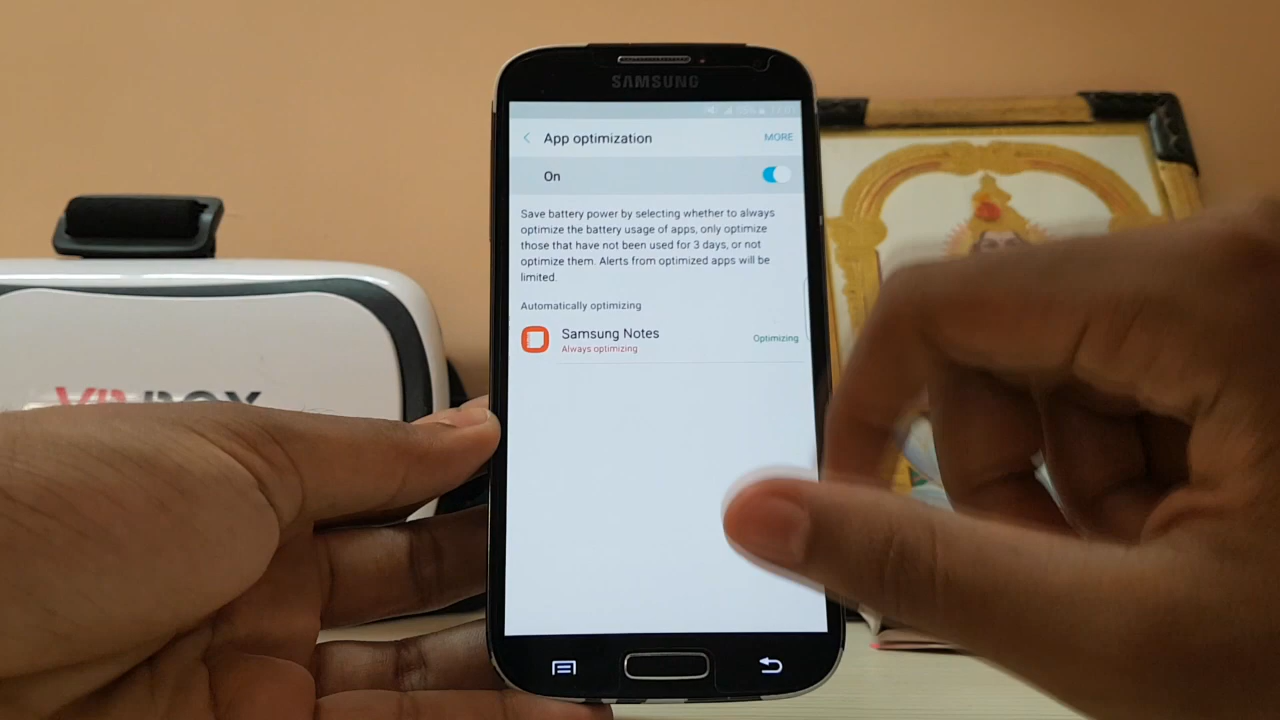 SAMSUNG
App optimization
MORE
On
Save battery power by selecting whether to always
optimize the battery usage of apps, only optimize
those that have not been used for 3 days, or not
optimize them. Alerts from optimized apps will be
limited.
Automatically optimizing
Samsung Notes
Always optimizing
Optimizing